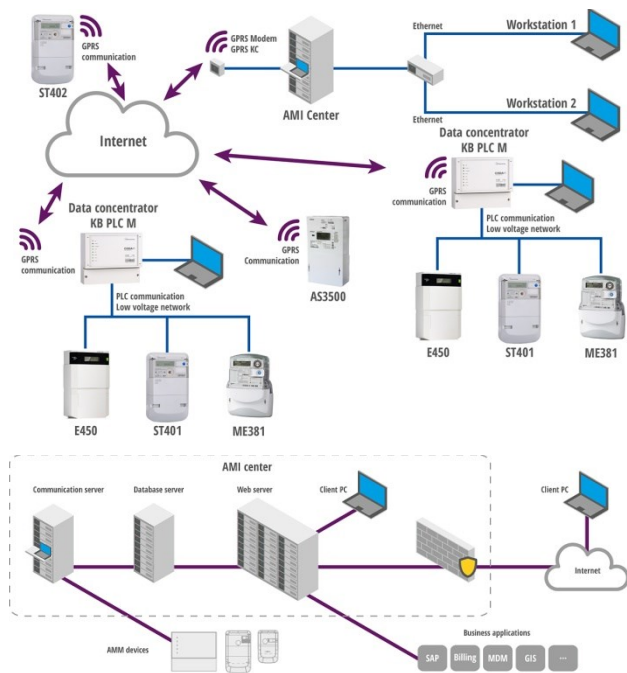 GPRS
communication
ST402
GPRS Modem
GPRS KC
AMI Center
Ethernet
Workstation 1
Ethernet
Workstation 2
Internet
Data concentrator
KB PLC M
GPRS
communication
PLC communication
Low voltage network
E450
ST401
ME381
Data concentrator
KB PLC M
GPRS
communication
GPRS
Communication
AS3500
PLC communication
Low voltage network
E450
ST401
ME381
AMI center
Communication server
Database server
Web server
Client PC
Client PC
Internet
AMM devices
Business applications
SAP
Billing
MDM
GIS
...